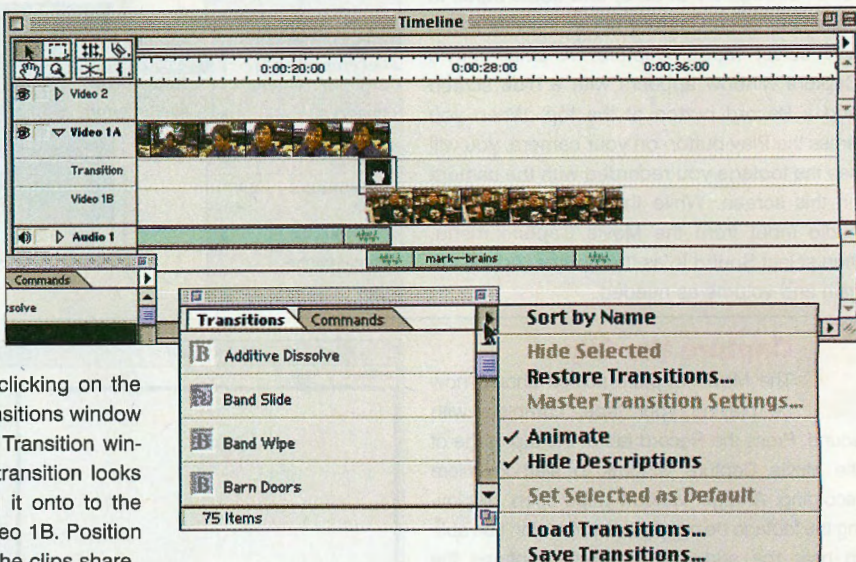 Timeline
0:00:20:00 0:00:28:00 0:00:36:00
Video 2
Video 1A
Transition
Video 1B
Audio 1
mark--brains
Commands
ssolve
Transitions Commands
Additive Dissolve
Band Slide
Band Wipe
Barn Doors
75 Items
Sort by Name
Hide Selected
Restore Transitions...
Master Transition Settings...
✓ Animate
✓ Hide Descriptions
Set Selected as Default
Load Transitions...
Save Transitions...
clicking on the
nsitions window
Transition win-
transition looks
it onto to the
eo 1B. Position
he clips share